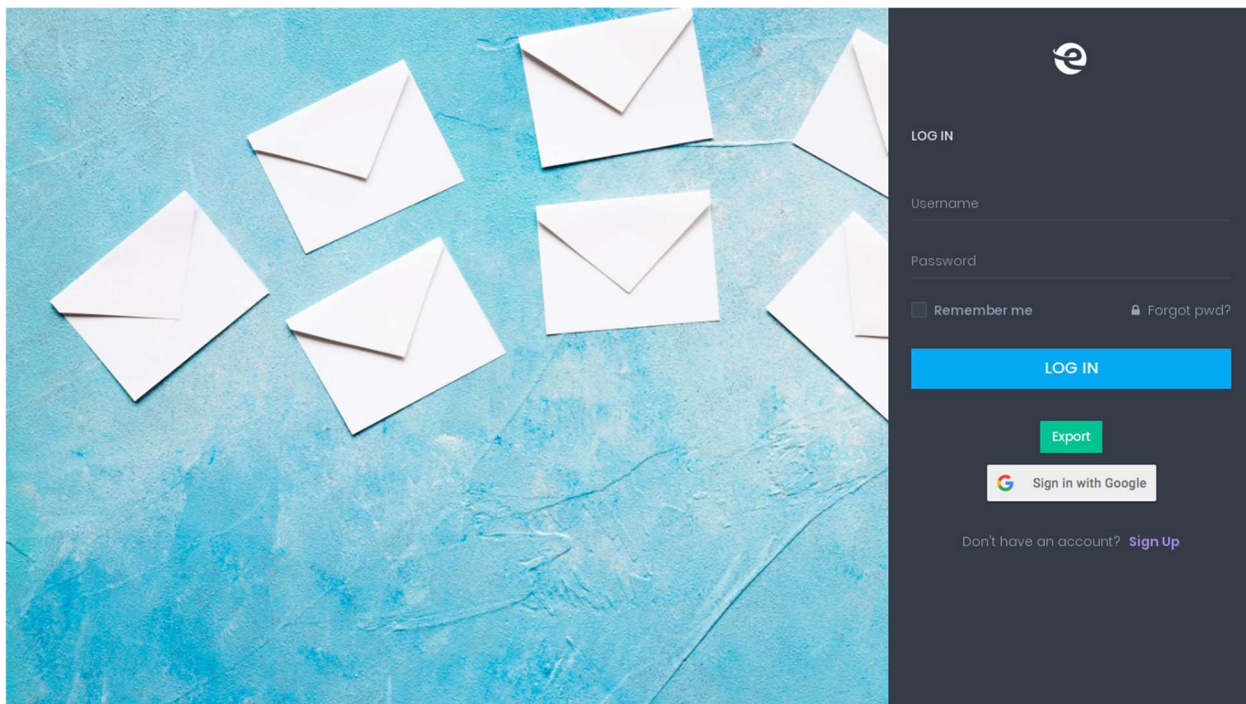 LOG IN
Username
Password
Remember me Forgot pwd?
LOG IN
Export
Sign in with Google
Don't have an account? Sign Up